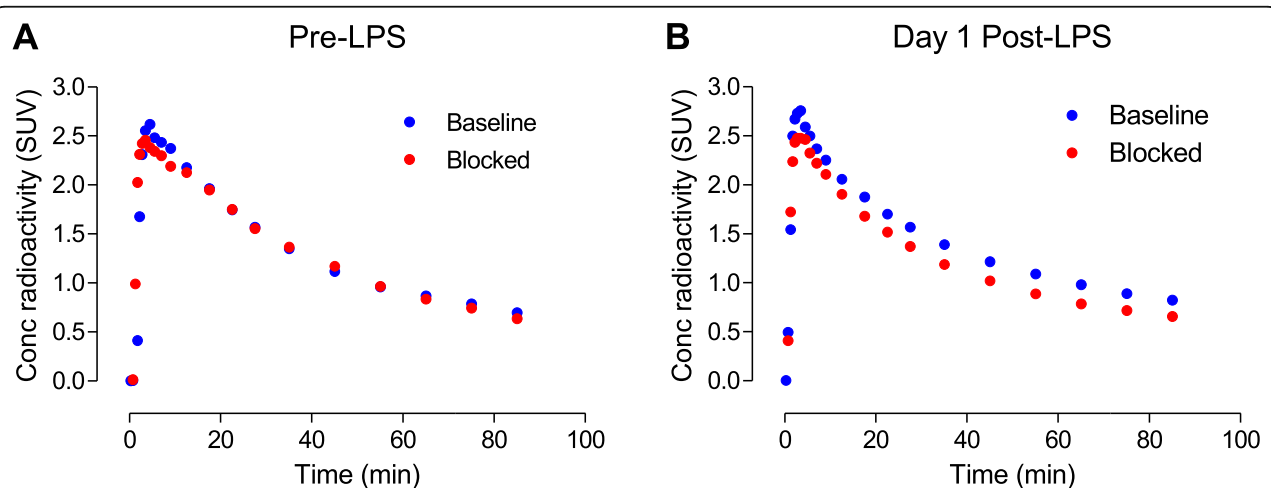 A
Pre-LPS
Conc radioactivity (SUV)
3.0
2.5
2.0
1.5
1.0
0.5
0.0
Baseline
Blocked
0 20 40 60 80 100
Time (min)
B
Day 1 Post-LPS
Conc radioactivity (SUV)
3.0
2.5
2.0
1.5
1.0
0.5
0.0
Baseline
Blocked
0 20 40 60 80 100
Time (min)